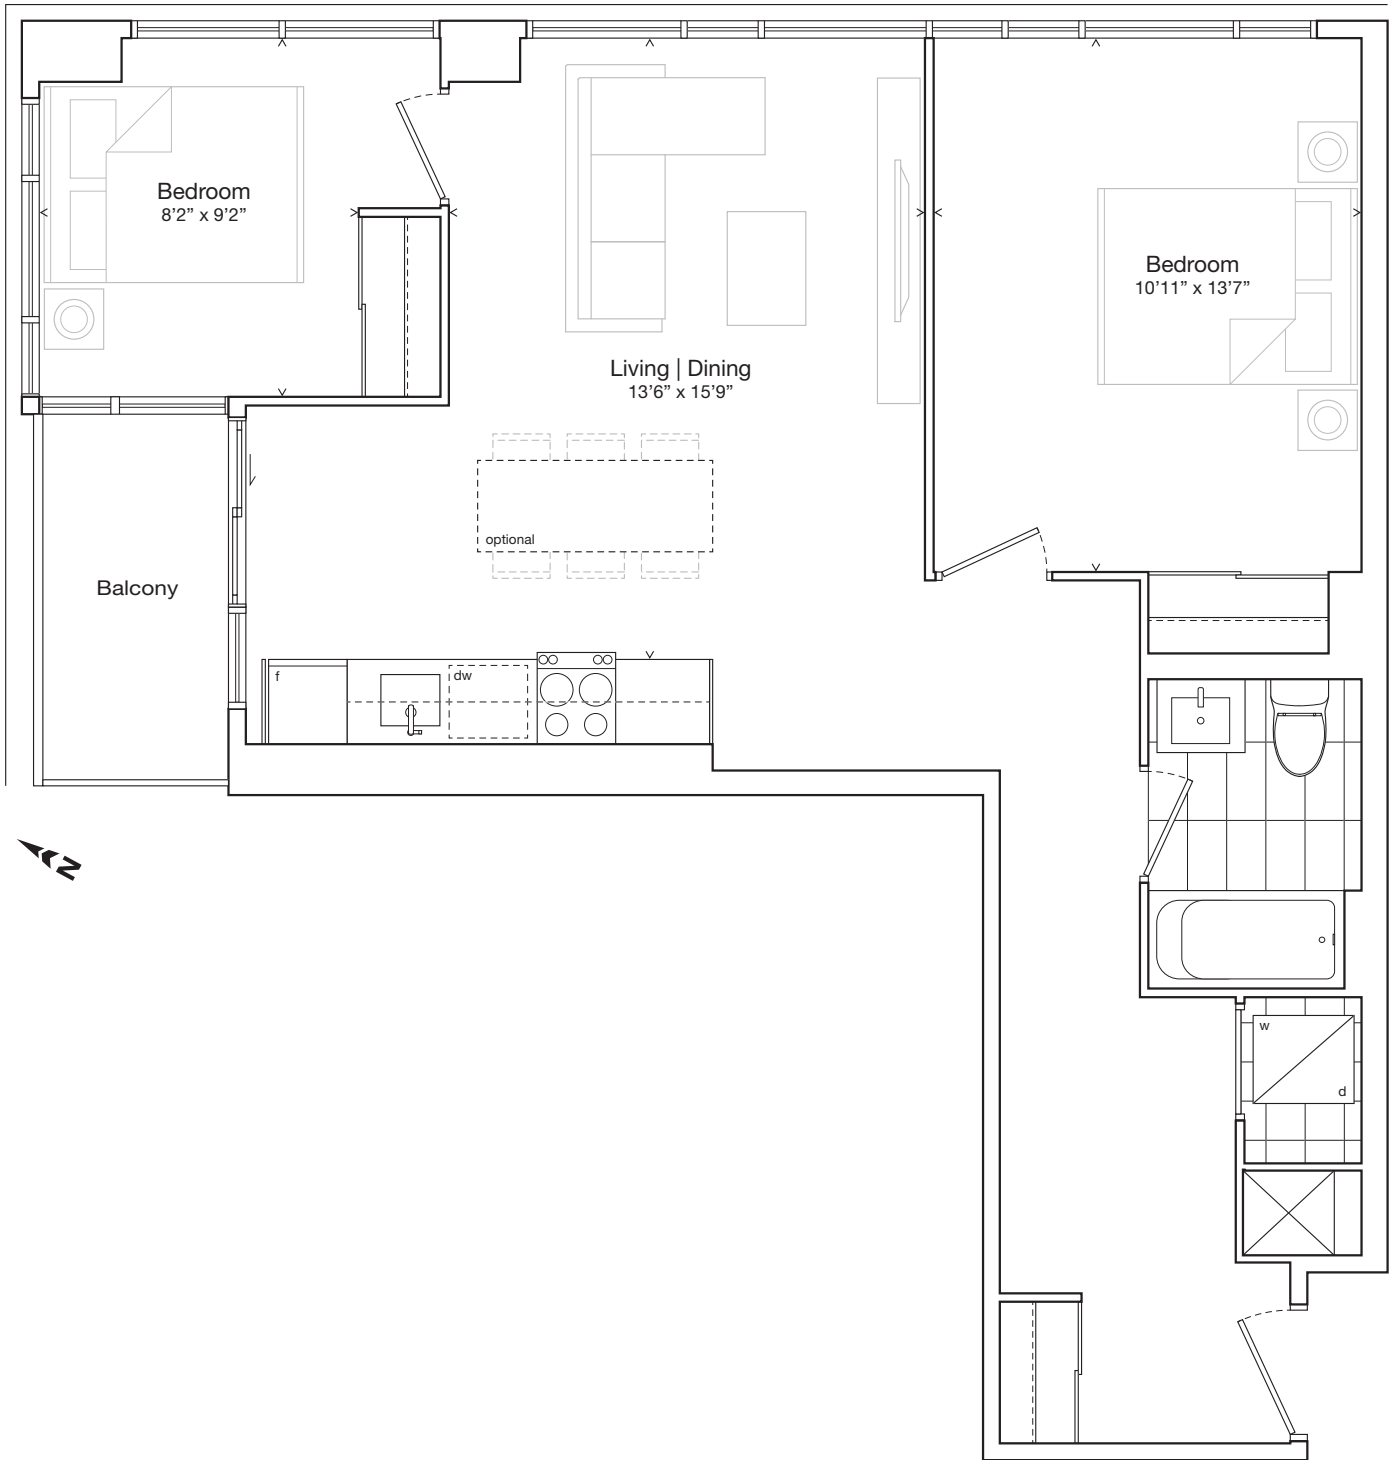 Bedroom
8’2” x 9’2”
Bedroom
10’11” x 13’7”
Living | Dining
13’6” x 15’9”
optional
Balcony
f
dw
N
w
d